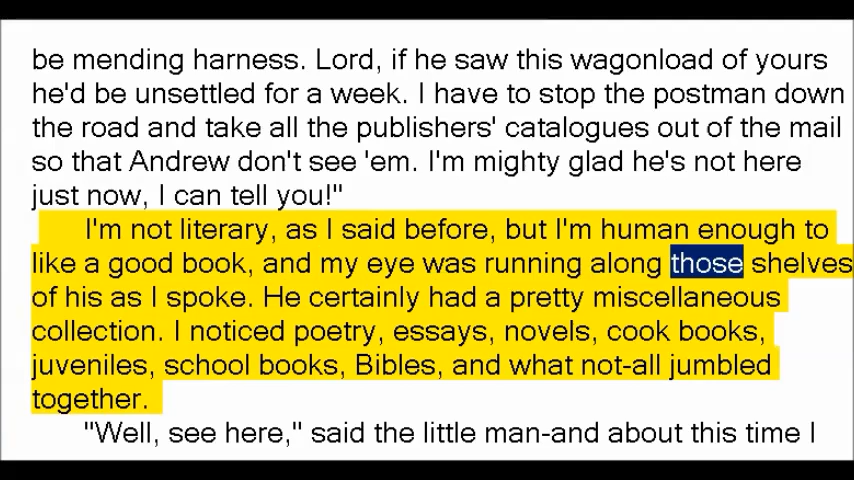 be mending harness. Lord, if he saw this wagonload of yours
he'd be unsettled for a week. I have to stop the postman down
the road and take all the publishers' catalogues out of the mail
so that Andrew don't see 'em. I'm mighty glad he's not here
just now, I can tell you!"
I'm not literary, as I said before, but I'm human enough to
like a good book, and my eye was running along those shelves
of his as I spoke. He certainly had a pretty miscellaneous
collection. I noticed poetry, essays, novels, cook books,
juveniles, school books, Bibles, and what not-all jumbled
together.
"Well, see here," said the little man-and about this time I